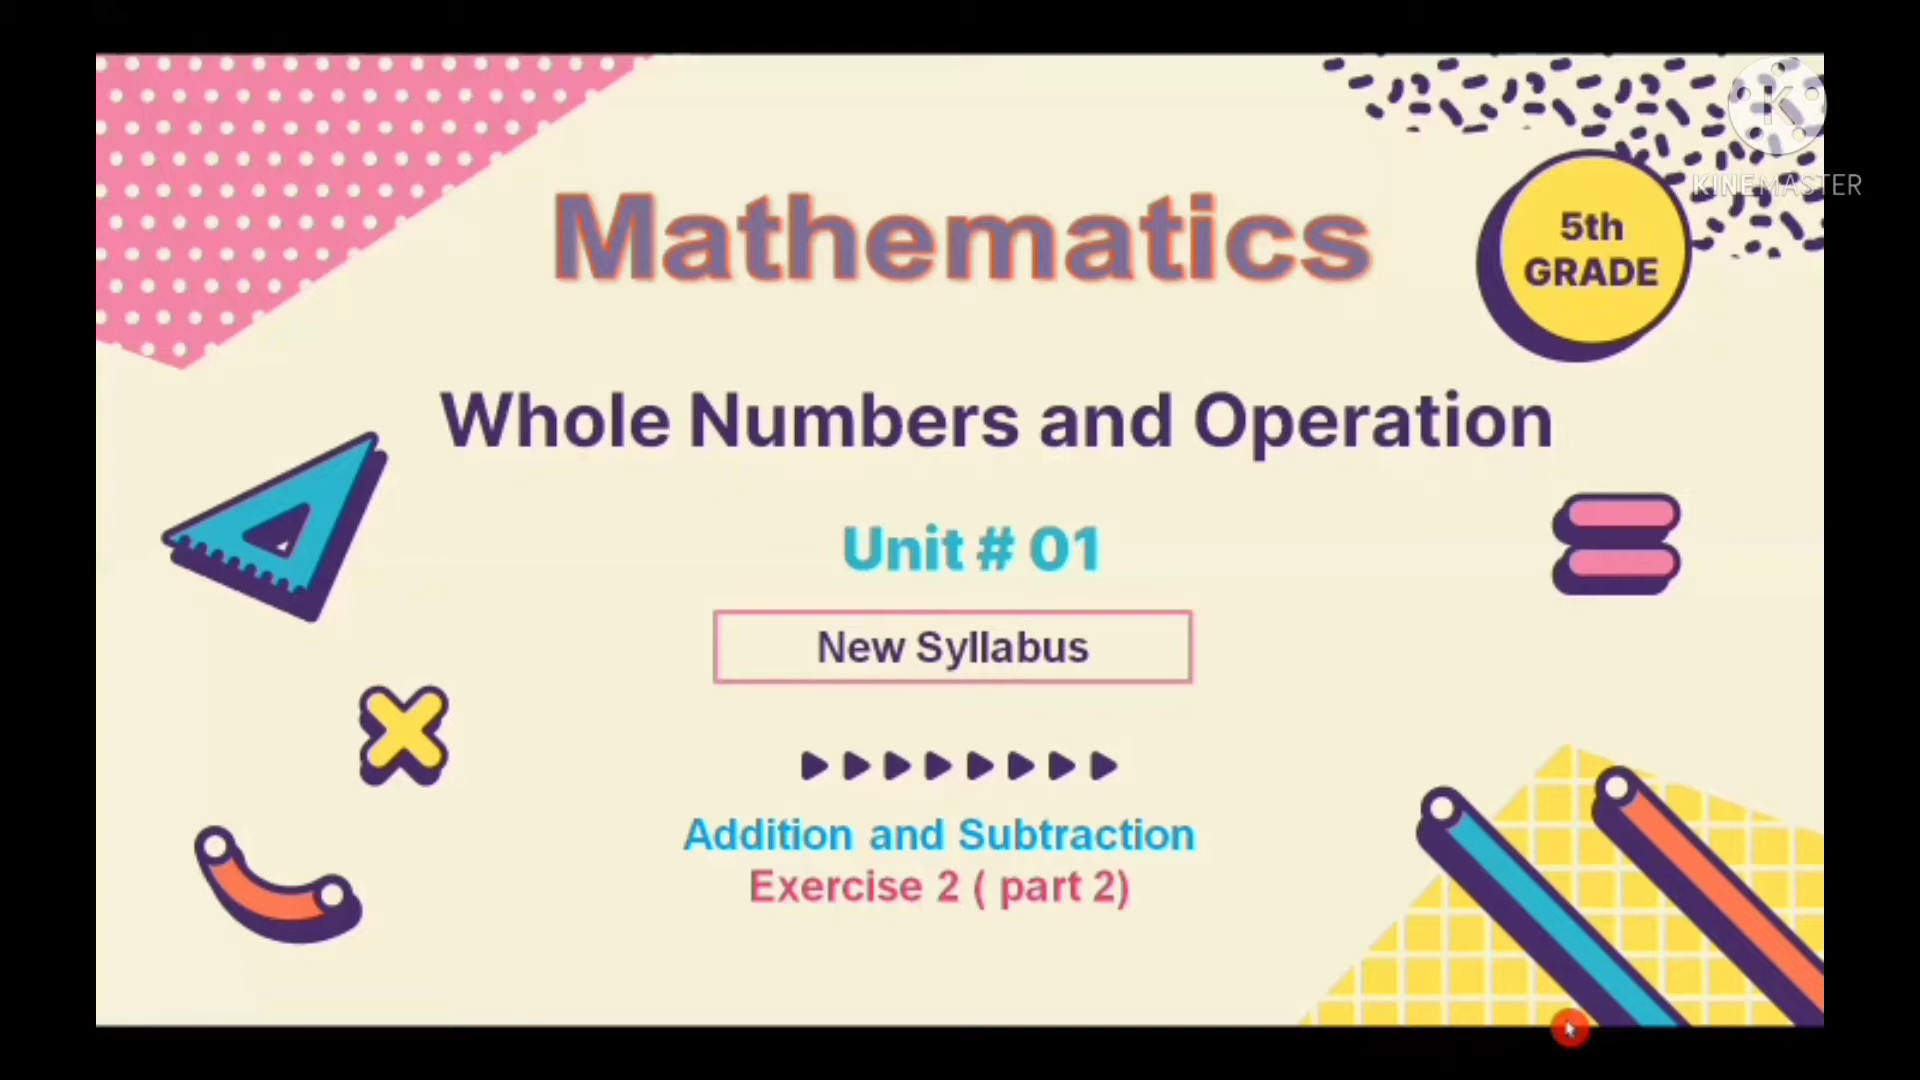 Mathematics
5th
GRADE
KINEMASTER
Whole Numbers and Operation
Unit # 01
New Syllabus
Addition and Subtraction
Exercise 2 ( part 2)